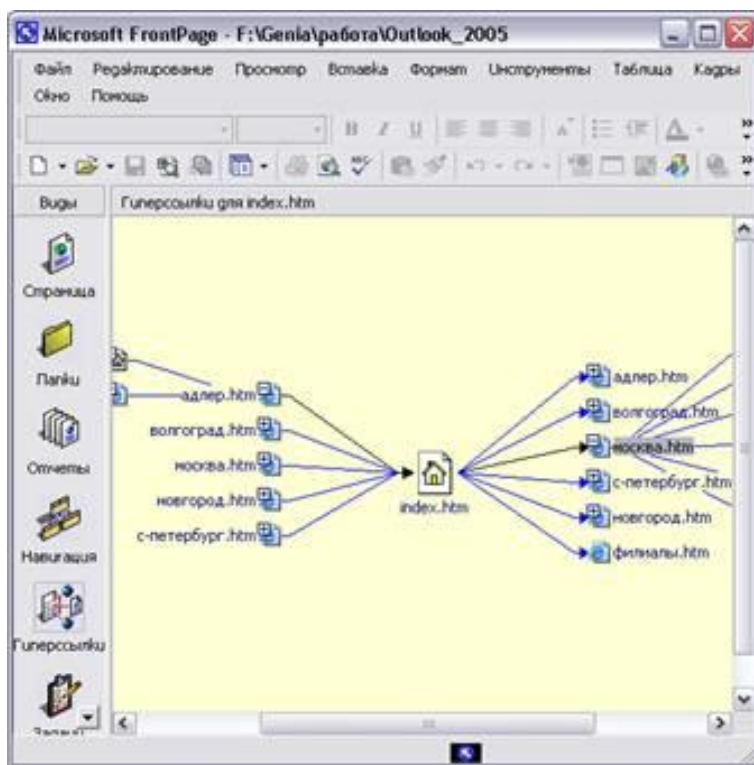 Microsoft FrontPage - F:\Genia\работа\Outlook_2005
Файл Редактирование Просмотр Вставка Формат Инструменты Таблица Кадры
Окно Помощь
Виды
Гиперссылки для index.htm
Страница
Папки
Отчеты
Навигация
Гиперссылки
Задачи
адлер.htm
волгоград.htm
москва.htm
новгород.htm
с-петербург.htm
index.htm
адлер.htm
волгоград.htm
москва.htm
с-петербург.htm
новгород.htm
филиалы.htm